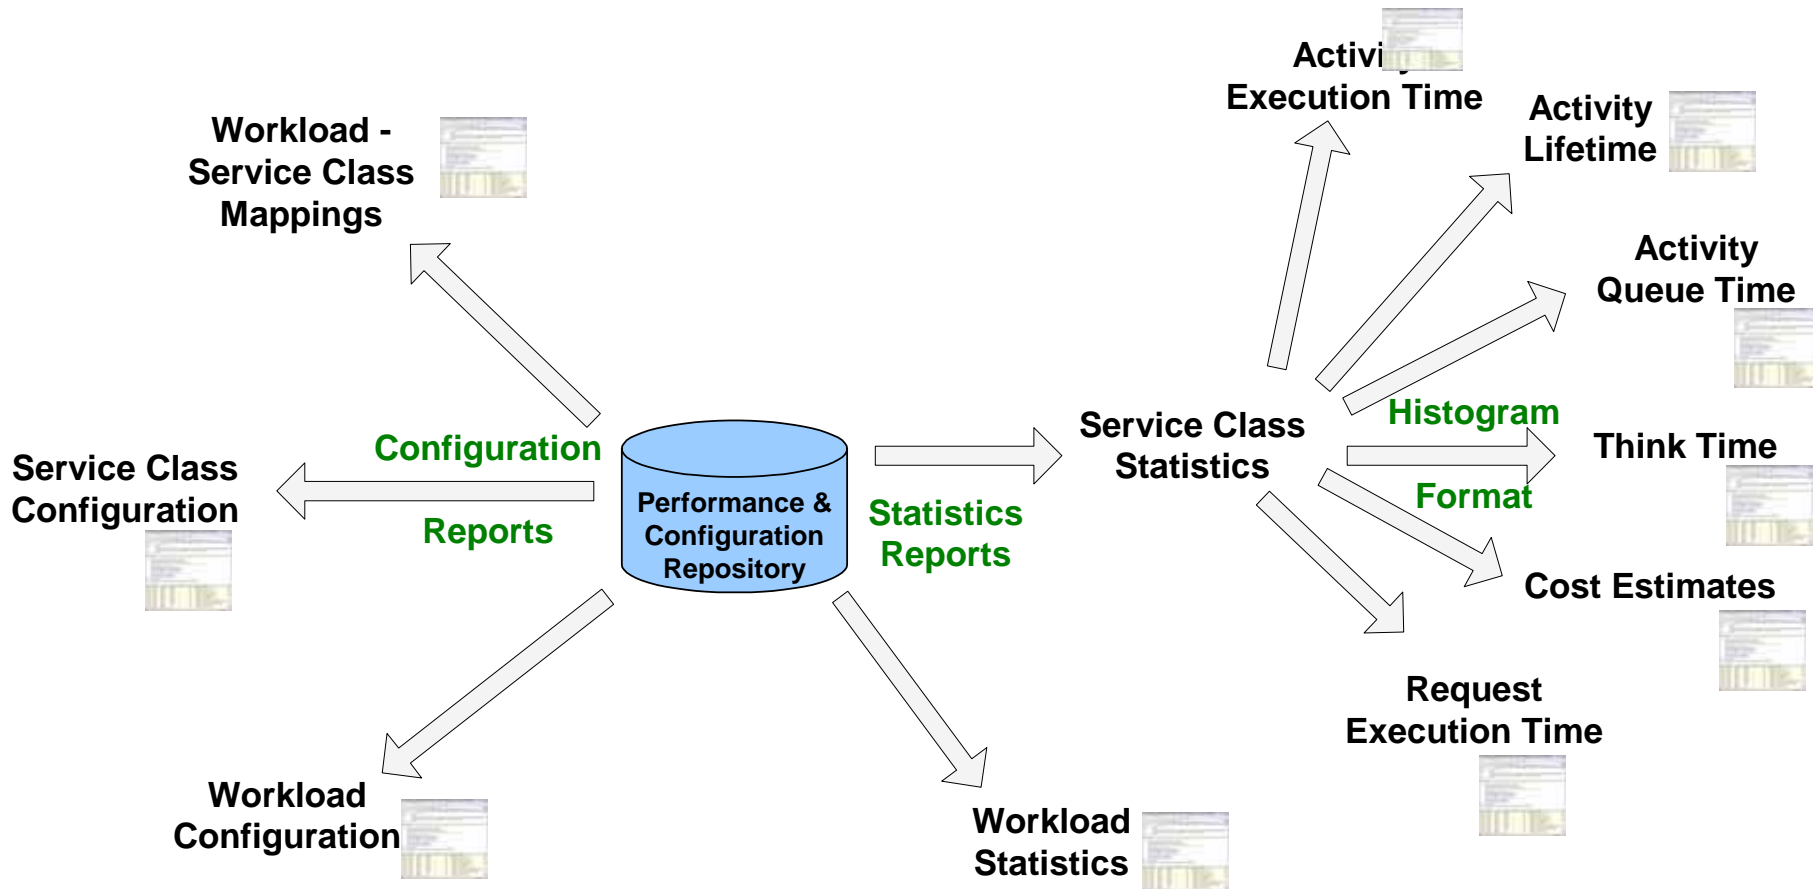 Workload -
Service Class
Mappings
Service Class
Configuration
Configuration
Reports
Workload
Configuration
Performance &
Configuration
Repository
Statistics
Reports
Workload
Statistics
Service Class
Statistics
Histogram
Format
Activity
Execution Time
Activity
Lifetime
Activity
Queue Time
Think Time
Cost Estimates
Request
Execution Time